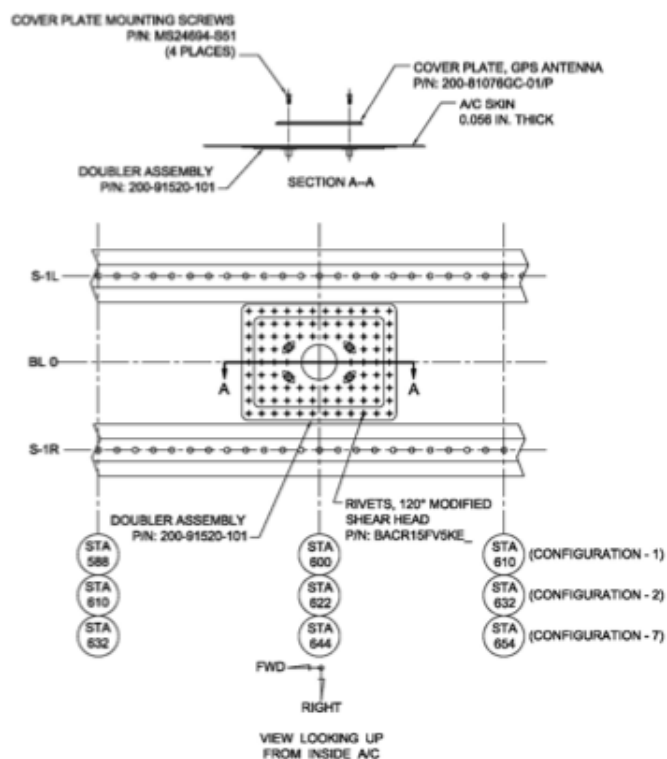 COVER PLATE MOUNTING SCREWS
P/N: MS24694-S51
(4 PLACES)
COVER PLATE, GPS ANTENNA
P/N: 200-81076GC-01/P
A/C SKIN
0.056 IN. THICK
DOUBLER ASSEMBLY
P/N: 200-91520-101
SECTION A--A
S-1L
BL 0
A
A
S-1R
DOUBLER ASSEMBLY
P/N: 200-91520-101
RIVETS, 120° MODIFIED
SHEAR HEAD
P/N: BACR15FV5KE_
STA
588
STA
600
STA
610
(CONFIGURATION - 1)
STA
610
STA
622
STA
632
(CONFIGURATION - 2)
STA
632
STA
644
STA
654
(CONFIGURATION - 7)
FWD
RIGHT
VIEW LOOKING UP
FROM INSIDE A/C